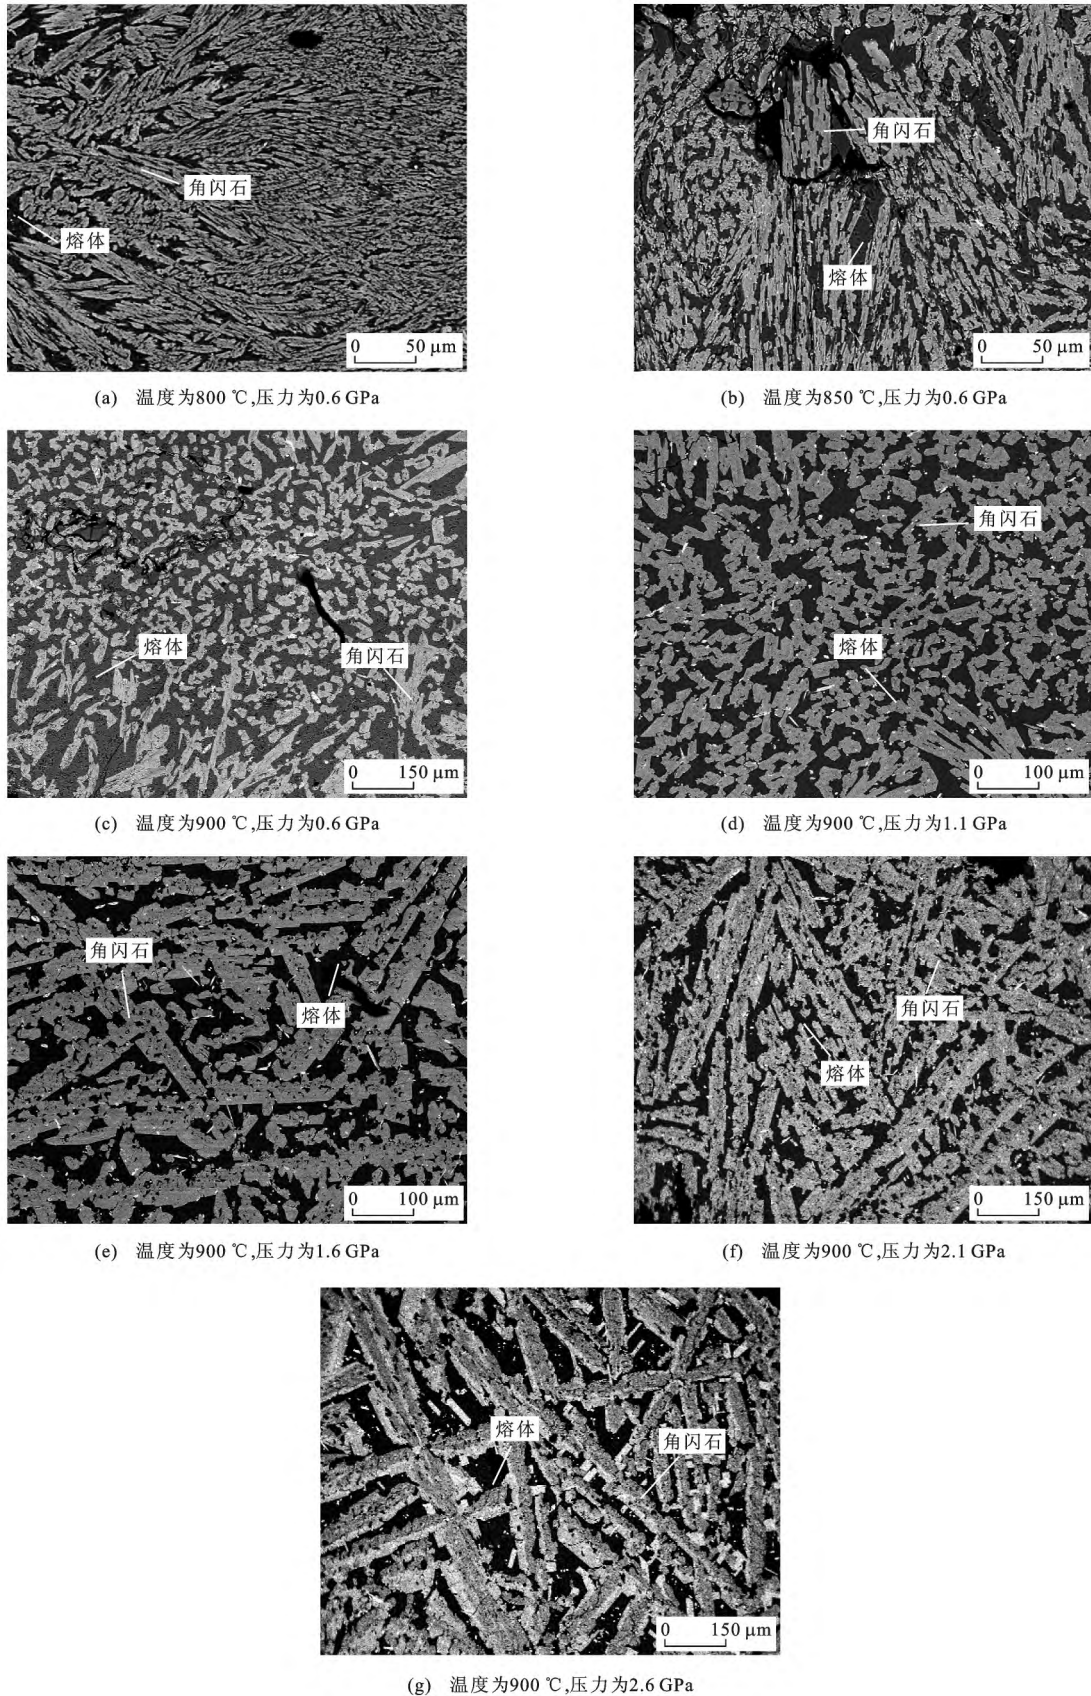 角闪石
熔体
0 50 μm
(a) 温度为800 ℃,压力为0.6 GPa
角闪石
熔体
0 50 μm
(b) 温度为850 ℃,压力为0.6 GPa
熔体
角闪石
0 150 μm
(c) 温度为900 ℃,压力为0.6 GPa
角闪石
熔体
0 100 μm
(d) 温度为900 ℃,压力为1.1 GPa
角闪石
熔体
0 100 μm
(e) 温度为900 ℃,压力为1.6 GPa
角闪石
熔体
0 150 μm
(f) 温度为900 ℃,压力为2.1 GPa
熔体
角闪石
0 150 μm
(g) 温度为900 ℃,压力为2.6 GPa